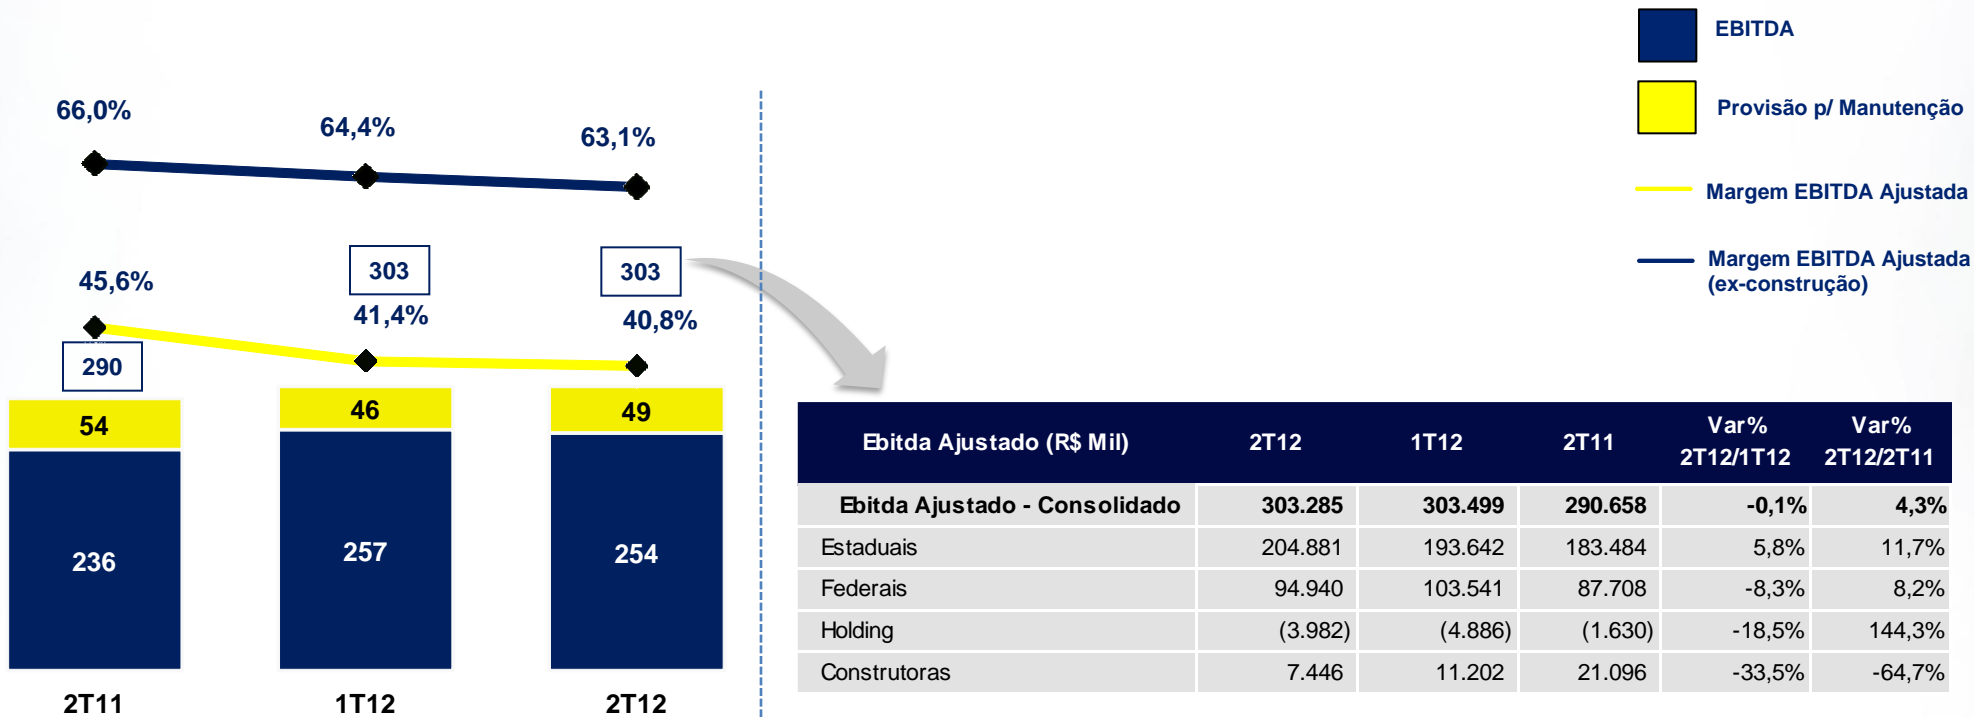 EBITDA
Provisão p/ Manutenção
Margem EBITDA Ajustada
Margem EBITDA Ajustada
(ex-construção)
66,0%
64,4%
63,1%
45,6%
303
303
41,4%
40,8%
290
54
46
49
236
257
254
2T11
1T12
2T12
Ebitda Ajustado (R$ Mil) 2T12 1T12 2T11 Var% 2T12/1T12 Var% 2T12/2T11
Ebitda Ajustado - Consolidado 303.285 303.499 290.658 -0,1% 4,3%
Estaduais 204.881 193.642 183.484 5,8% 11,7%
Federais 94.940 103.541 87.708 -8,3% 8,2%
Holding (3.982) (4.886) (1.630) -18,5% 144,3%
Construtoras 7.446 11.202 21.096 -33,5% -64,7%